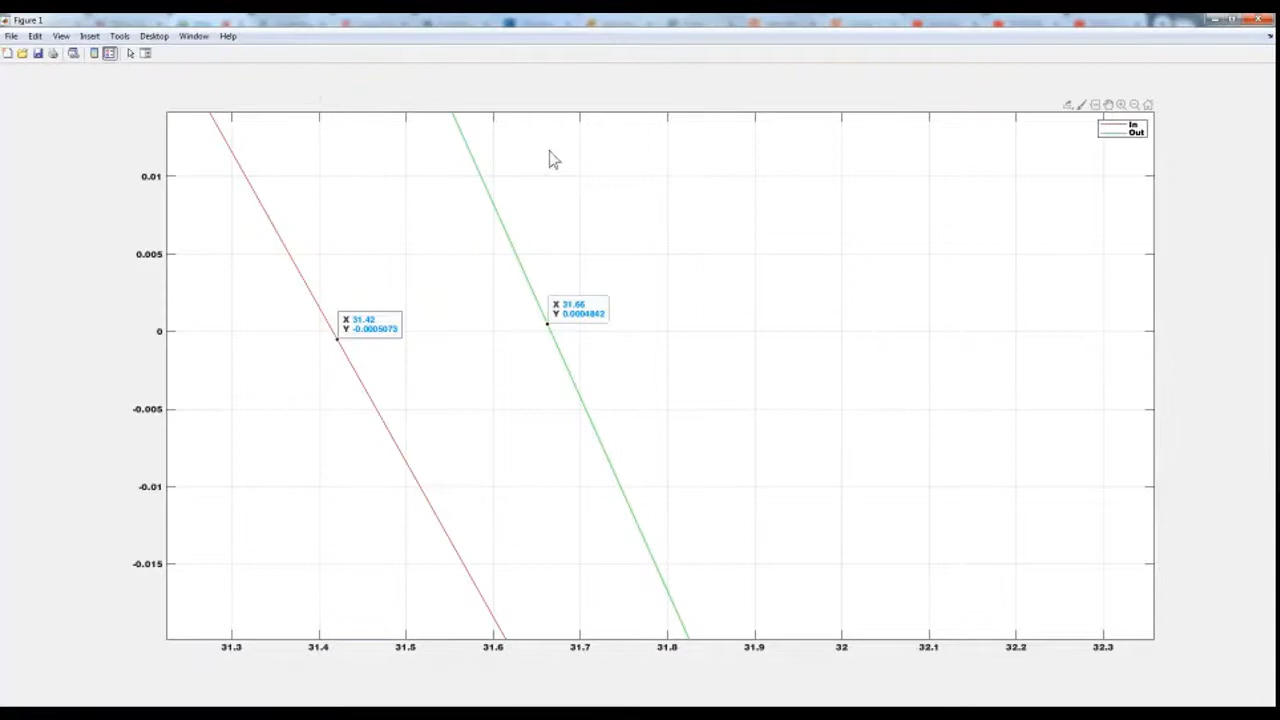 Figure 1
File Edit View Insert Tools Desktop Window Help
In
Out
0.01
0.005
0
-0.005
-0.01
-0.015
X 31.42
Y -0.0005073
X 31.66
Y 0.0004842
31.3 31.4 31.5 31.6 31.7 31.8 31.9 32 32.1 32.2 32.3